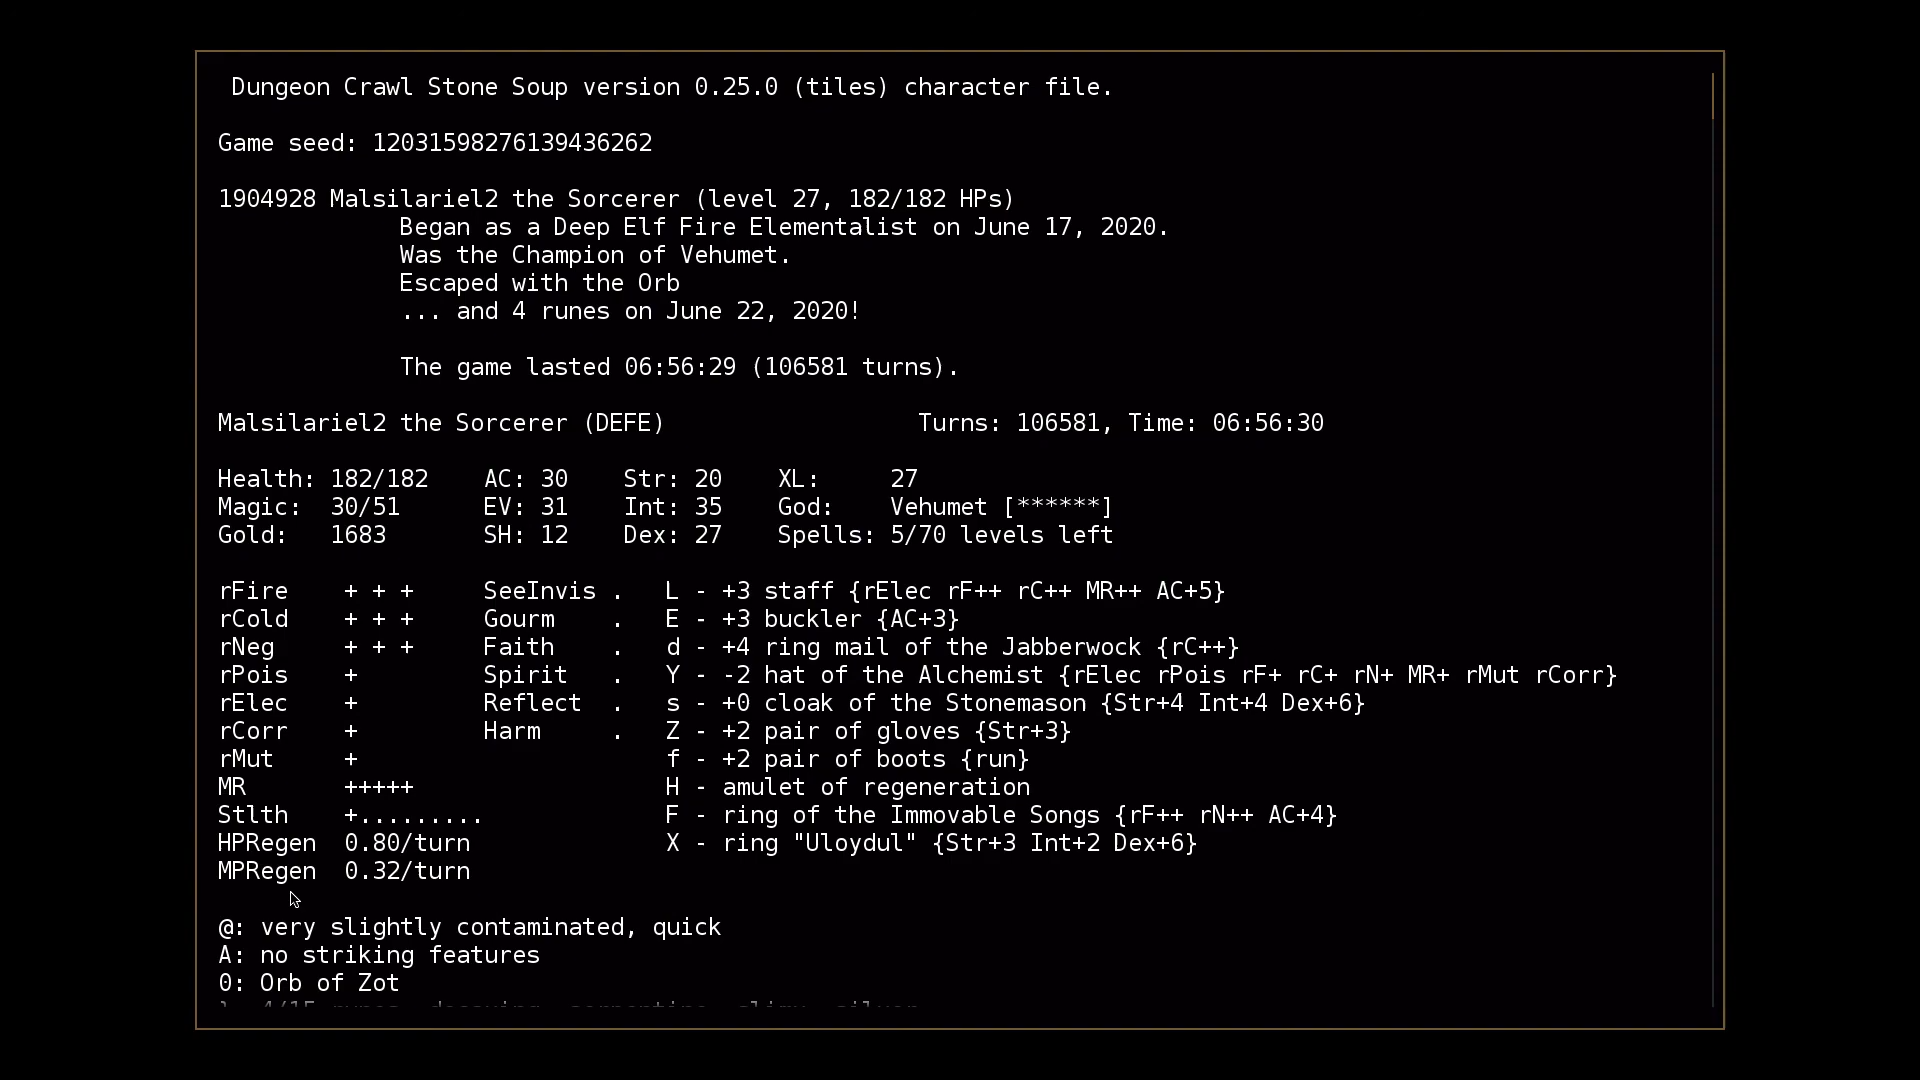 Dungeon Crawl Stone Soup version 0.25.0 (tiles) character file.
Game seed: 12031598276139436262
1904928 Malsilariel2 the Sorcerer (level 27, 182/182 HPs)
Began as a Deep Elf Fire Elementalist on June 17, 2020.
Was the Champion of Vehumet.
Escaped with the Orb
... and 4 runes on June 22, 2020!
The game lasted 06:56:29 (106581 turns).
Malsilariel2 the Sorcerer (DEFE) Turns: 106581, Time: 06:56:30
Health: 182/182 AC: 30 Str: 20 XL: 27
Magic: 30/51 EV: 31 Int: 35 God: Vehumet [******]
Gold: 1683 SH: 12 Dex: 27 Spells: 5/70 levels left
rFire + + + SeeInvis . L - +3 staff {rElec rF++ rC++ MR++ AC+5}
rCold + + + Gourm . E - +3 buckler {AC+3}
rNeg + + + Faith . d - +4 ring mail of the Jabberwock {rC++}
rPois + Spirit . Y - -2 hat of the Alchemist {rElec rPois rF+ rC+ rN+ MR+ rMut rCorr}
rElec + Reflect . s - +0 cloak of the Stonemason {Str+4 Int+4 Dex+6}
rCorr + Harm . Z - +2 pair of gloves {Str+3}
rMut + f - +2 pair of boots {run}
MR +++++ H - amulet of regeneration
Stlth +......... F - ring of the Immovable Songs {rF++ rN++ AC+4}
HPRegen 0.80/turn X - ring "Uloydul" {Str+3 Int+2 Dex+6}
MPRegen 0.32/turn
@: very slightly contaminated, quick
A: no striking features
0: Orb of Zot
}: 4/15 runes: decaying, serpentine, slimy, silver